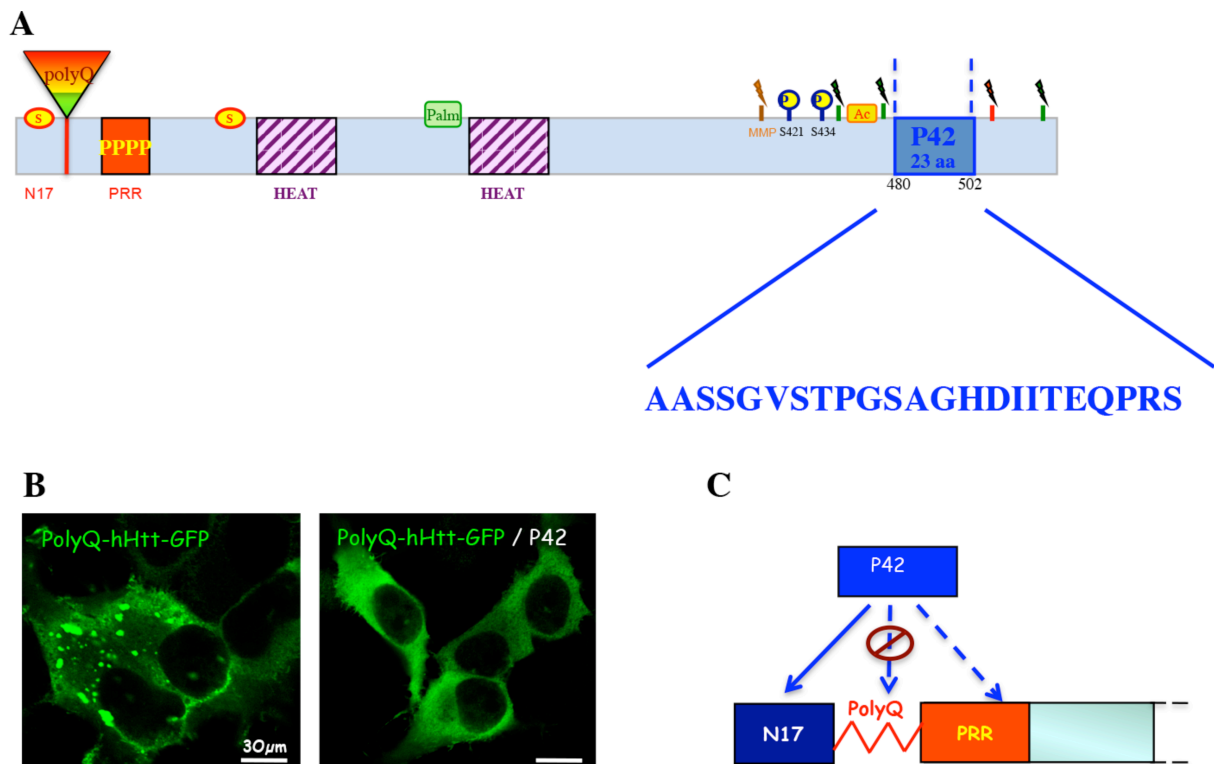 A
polyQ
S
S
Palm
P
P
Ac
MMP
S421
S434
PPPP
P42
23 aa
480
502
N17
PRR
HEAT
HEAT
AASSGVSTPGSAGHDIITEQPRS
B
PolyQ-hHtt-GFP
30µm
PolyQ-hHtt-GFP / P42
C
P42
PolyQ
N17
PRR